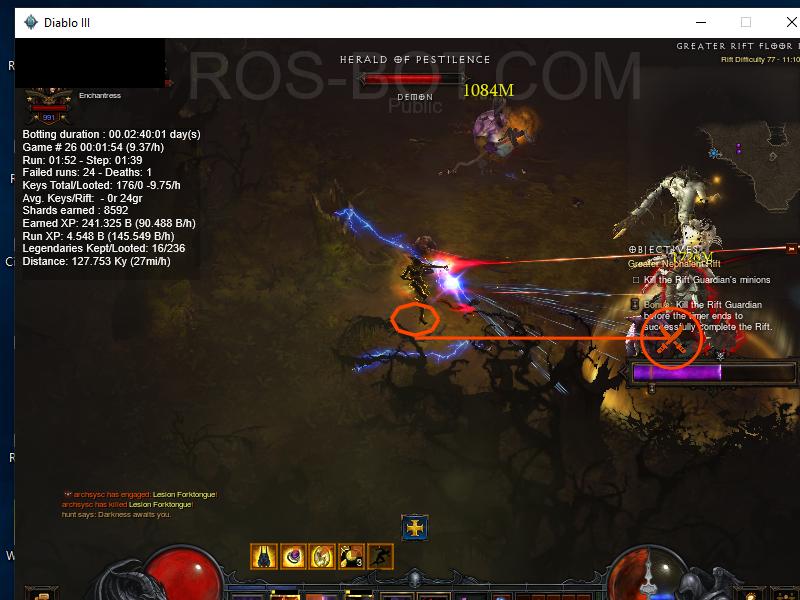 Diablo III
ROS-BOT.COM
Public
HERALD OF PESTILENCE
DEMON
1084M
GREATER RIFT FLOOR
Rift Difficulty 77 - 11:10
Enchantress
991
Botting duration : 00.02:40:01 day(s)
Game # 26 00:01:54 (9.37/h)
Run: 01:52 - Step: 01:39
Failed runs: 24 - Deaths: 1
Keys Total/Looted: 176/0 -9.75/h
Avg. Keys/Rift: - 0r 24gr
Shards earned : 8592
Earned XP: 241.325 B (90.488 B/h)
Run XP: 4.548 B (145.549 B/h)
Legendaries Kept/Looted: 16/236
Distance: 127.753 Ky (27mi/h)
OBJECTIVES
Greater Nephalem Rift
Kill the Rift Guardian's minions
Bonus: Kill the Rift Guardian
before the timer ends to
successfully complete the Rift.
archsysc has engaged: Lesion Forktongue!
archsysc has killed Lesion Forktongue!
hunt says: Darkness awaits you.
3